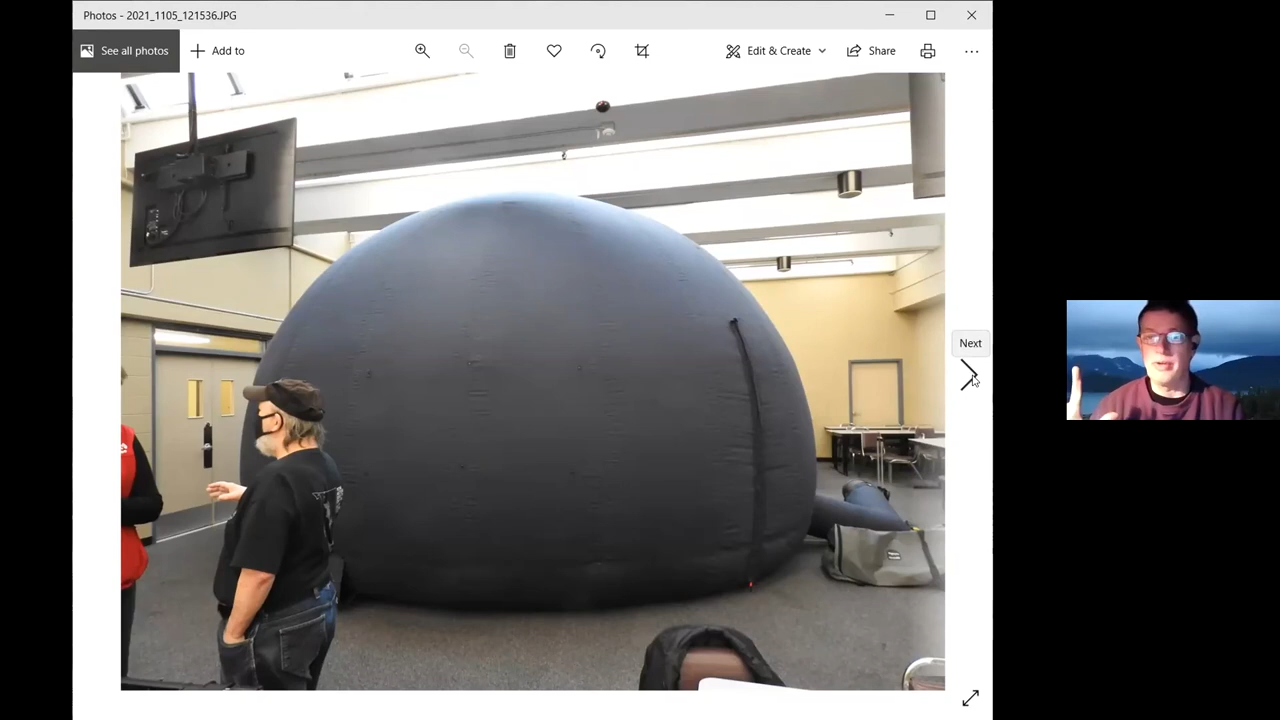 Photos - 2021_1105_121536.JPG
See all photos
Add to
Edit & Create
Share
Next